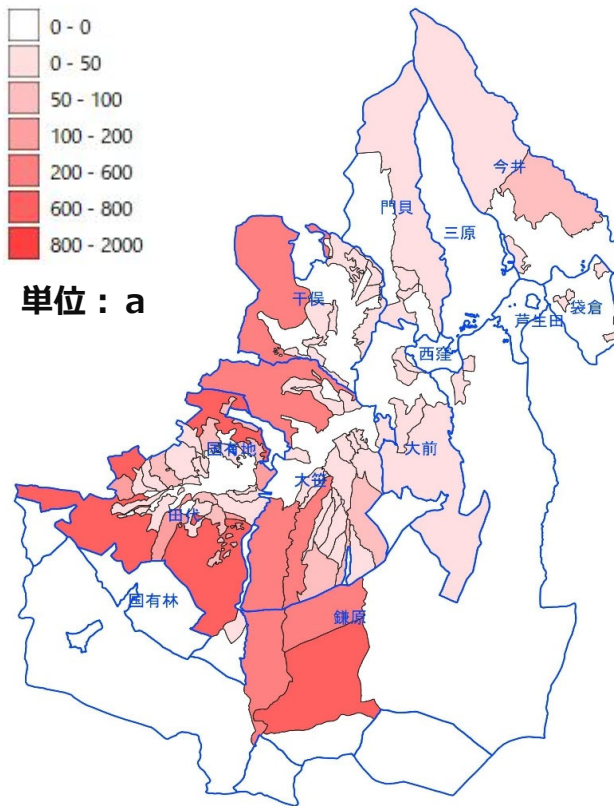 0 - 0
0 - 50
50 - 100
100 - 200
200 - 600
600 - 800
800 - 2000
単位：a
今井
門貝
三原
干俣
袋倉
芦生田
西窪
国有地
大前
大笹
田代
国有林
鎌原